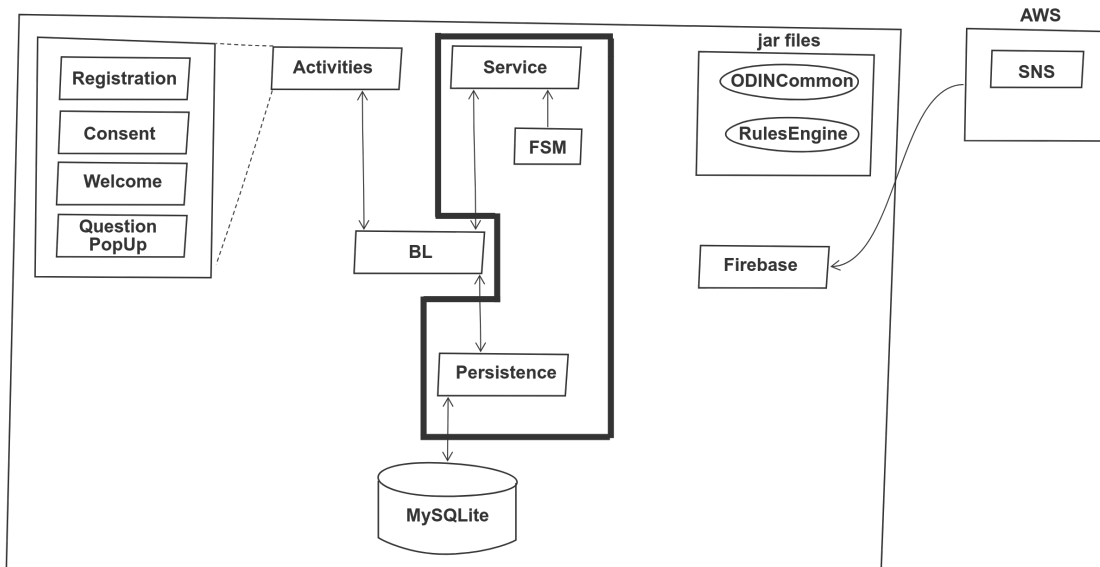 AWS
SNS
jar files
ODINCommon
RulesEngine
Registration
Consent
Welcome
Question
PopUp
Activities
Service
FSM
BL
Firebase
Persistence
MySQLite